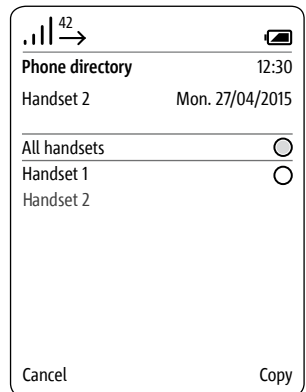 42
Phone directory 12:30
Handset 2 Mon. 27/04/2015
All handsets
Handset 1
Handset 2
Cancel Copy